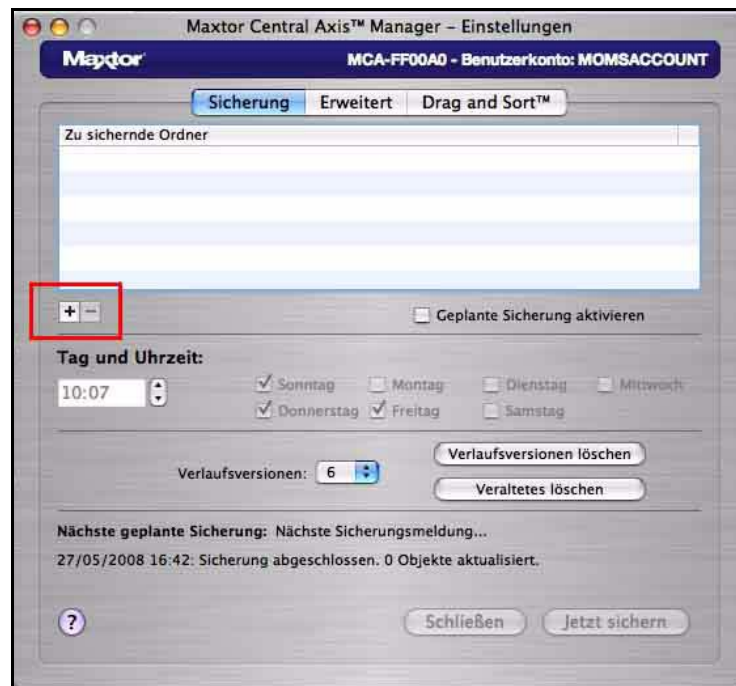 Maxtor Central Axis™ Manager – Einstellungen
Maxtor MCA-FF00A0 - Benutzerkonto: MOMSACCOUNT
Sicherung Erweitert Drag and Sort™
Zu sichernde Ordner
+ −
Geplante Sicherung aktivieren
Tag und Uhrzeit:
10:07 Sonntag Montag Dienstag Mittwoch
Donnerstag Freitag Samstag
Verlaufsversionen: 6
Verlaufsversionen löschen
Veraltetes löschen
Nächste geplante Sicherung: Nächste Sicherungsmeldung...
27/05/2008 16:42: Sicherung abgeschlossen. 0 Objekte aktualisiert.
? Schließen Jetzt sichern